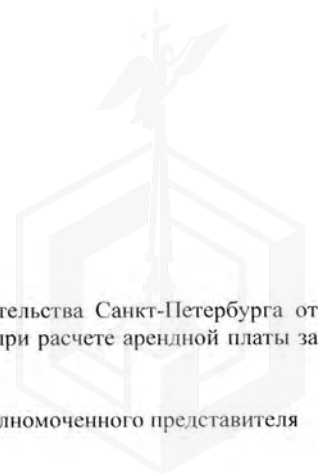 тельства Санкт-Петербурга от
при расчете арендной платы за
лномоченного представителя